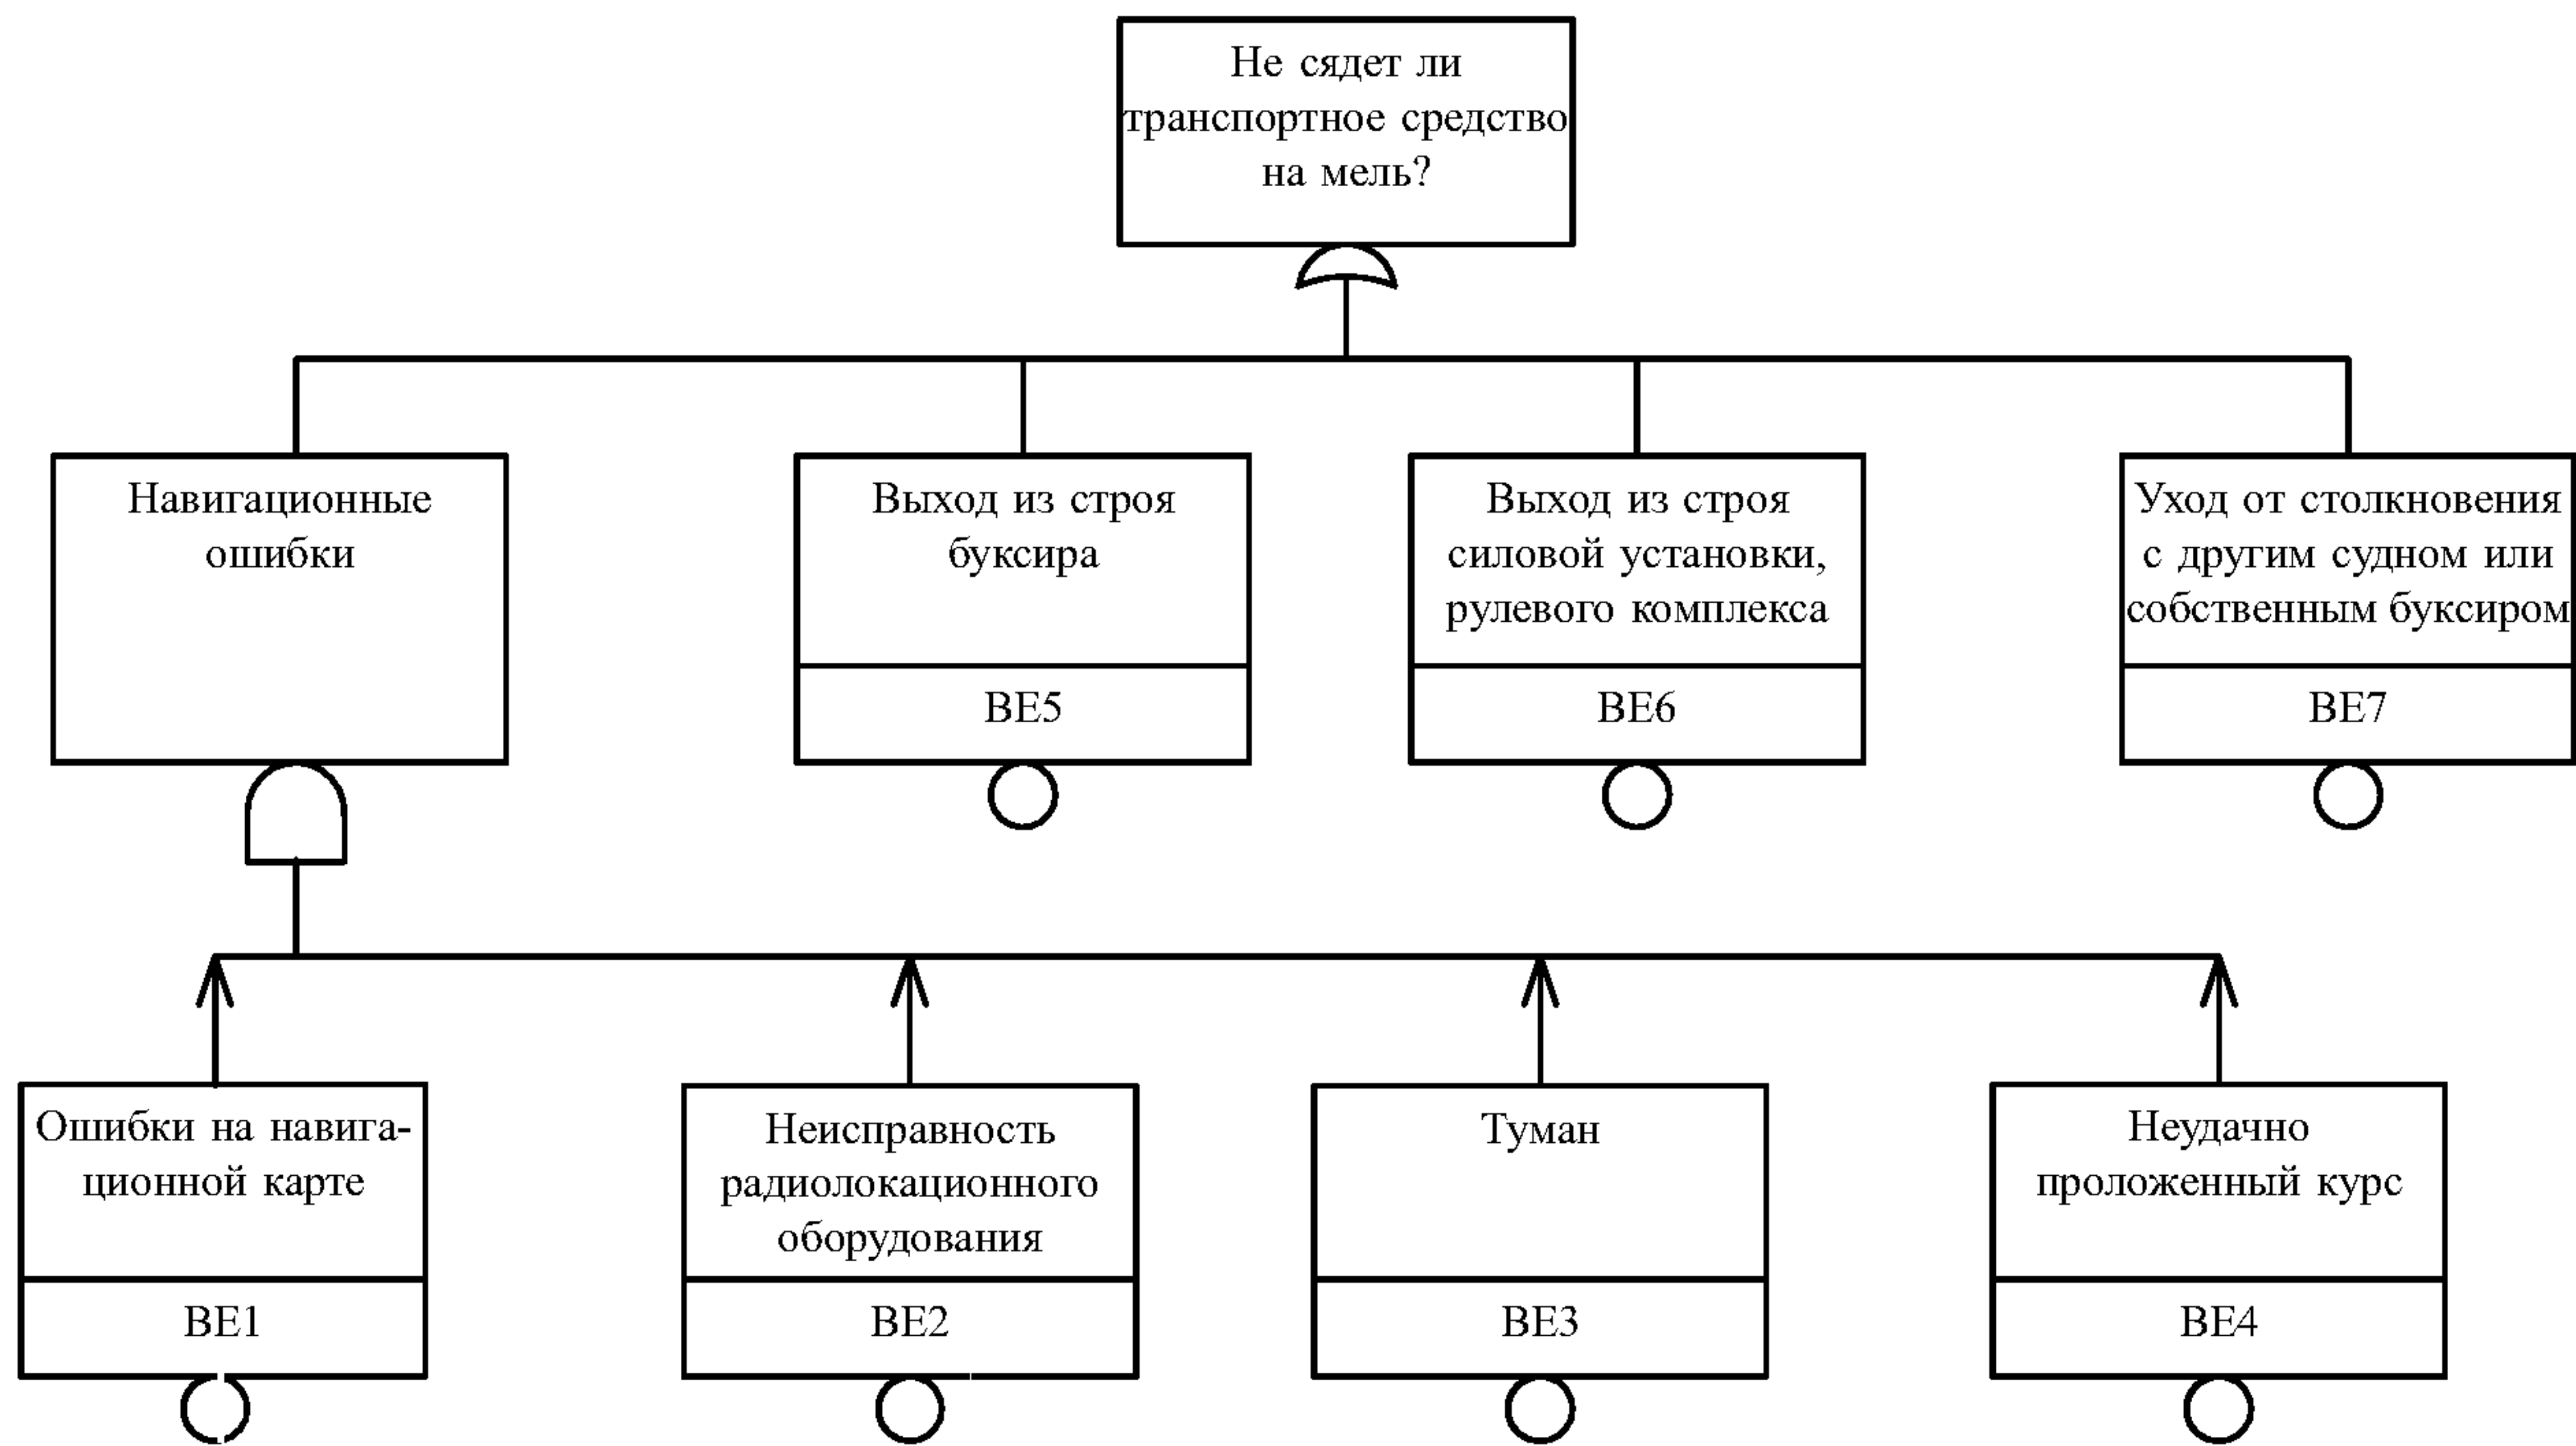 Не сядет ли
транспортное средство
на мель?
Навигационные
ошибки
Выход из строя
буксира
BE5
Выход из строя
силовой установки,
рулевого комплекса
BE6
Уход от столкновения
с другим судном или
собственным буксиром
BE7
Ошибки на навига-
ционной карте
BE1
Неисправность
радиолокационного
оборудования
BE2
Туман
BE3
Неудачно
проложенный курс
BE4